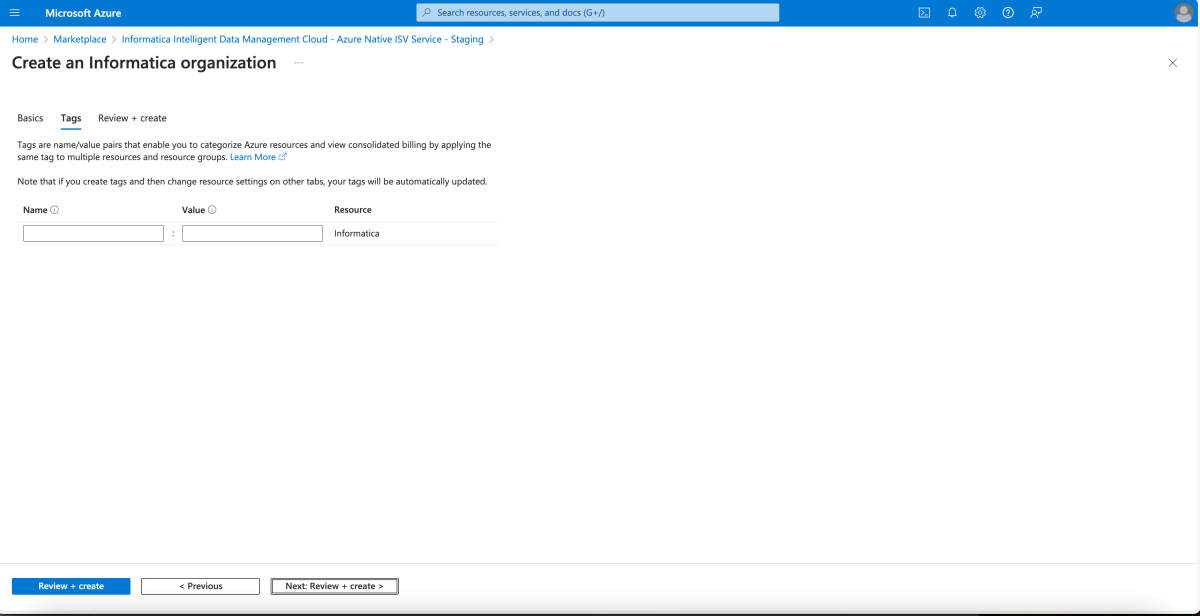 Microsoft Azure
Search resources, services, and docs (G+/)
Home > Marketplace > Informatica Intelligent Data Management Cloud - Azure Native ISV Service - Staging >
Create an Informatica organization ...
Basics Tags Review + create
Tags are name/value pairs that enable you to categorize Azure resources and view consolidated billing by applying the
same tag to multiple resources and resource groups. Learn More
Note that if you create tags and then change resource settings on other tabs, your tags will be automatically updated.
Name Value Resource
: Informatica
Review + create < Previous Next: Review + create >